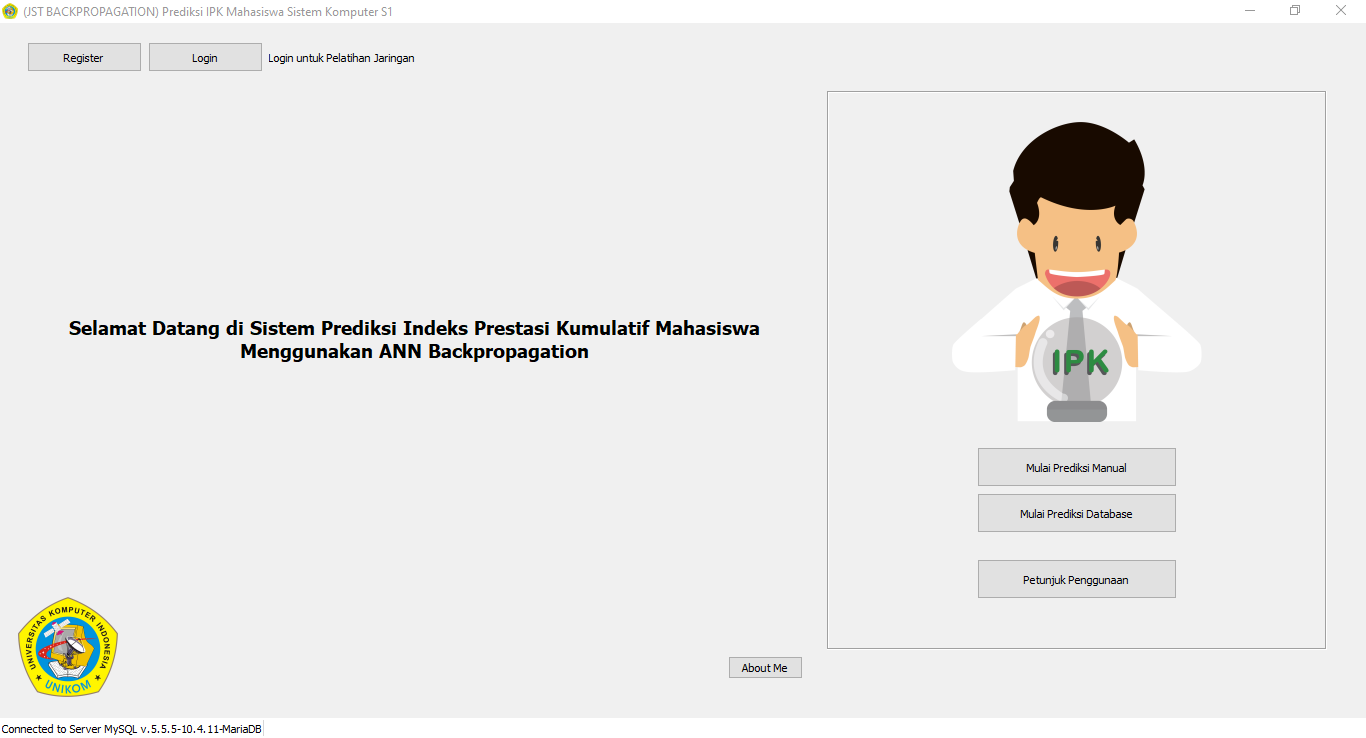 (JST BACKPROPAGATION) Prediksi IPK Mahasiswa Sistem Komputer S1
Register
Login
Login untuk Pelatihan Jaringan
Selamat Datang di Sistem Prediksi Indeks Prestasi Kumulatif Mahasiswa
Menggunakan ANN Backpropagation
IPK
Mulai Prediksi Manual
Mulai Prediksi Database
Petunjuk Penggunaan
UNIVERSITAS KOMPUTER INDONESIA
UNIKOM
About Me
Connected to Server MySQL v.5.5.5-10.4.11-MariaDB